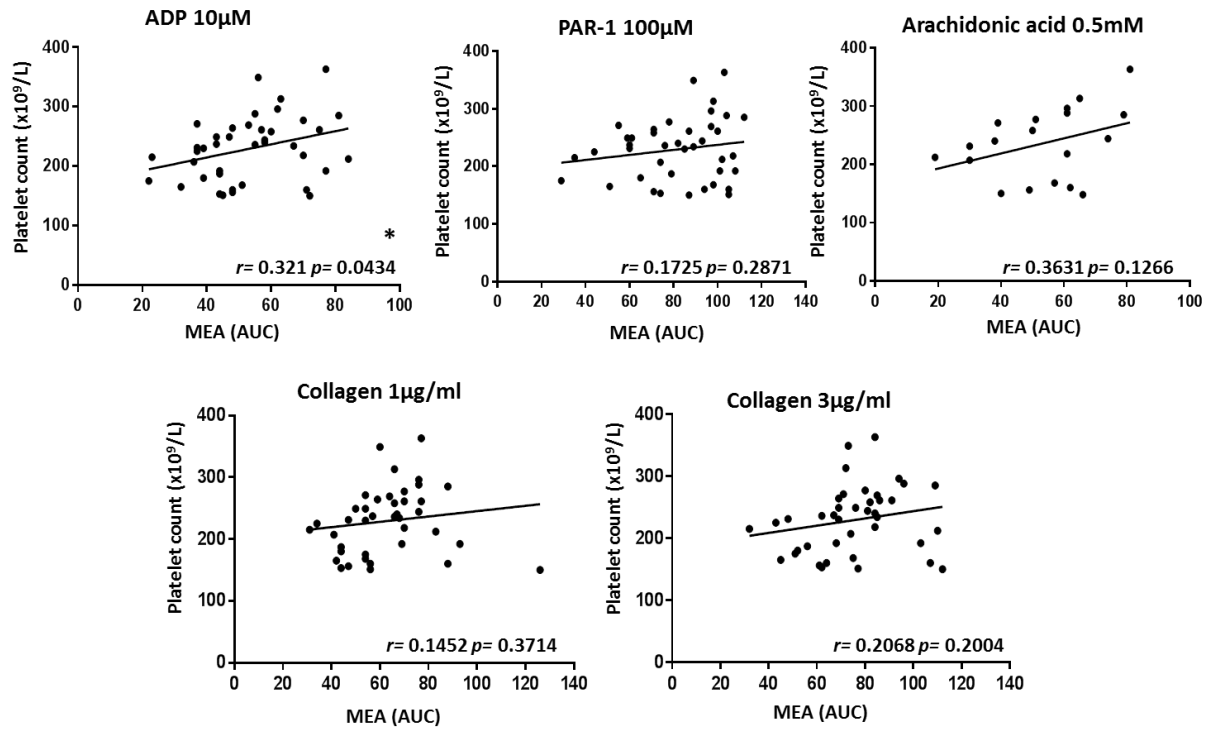 ADP 10µM
Platelet count (x10⁹/L)
400
300
200
100
0
0 20 40 60 80 100
*
r= 0.321 p= 0.0434
MEA (AUC)
PAR-1 100µM
Platelet count (x10⁹/L)
400
300
200
100
0
0 20 40 60 80 100 120 140
r= 0.1725 p= 0.2871
MEA (AUC)
Arachidonic acid 0.5mM
Platelet count (x10⁹/L)
400
300
200
100
0
0 20 40 60 80 100
r= 0.3631 p= 0.1266
MEA (AUC)
Collagen 1µg/ml
Platelet count (x10⁹/L)
400
300
200
100
0
0 20 40 60 80 100 120 140
r= 0.1452 p= 0.3714
MEA (AUC)
Collagen 3µg/ml
Platelet count (x10⁹/L)
400
300
200
100
0
0 20 40 60 80 100 120 140
r= 0.2068 p= 0.2004
MEA (AUC)